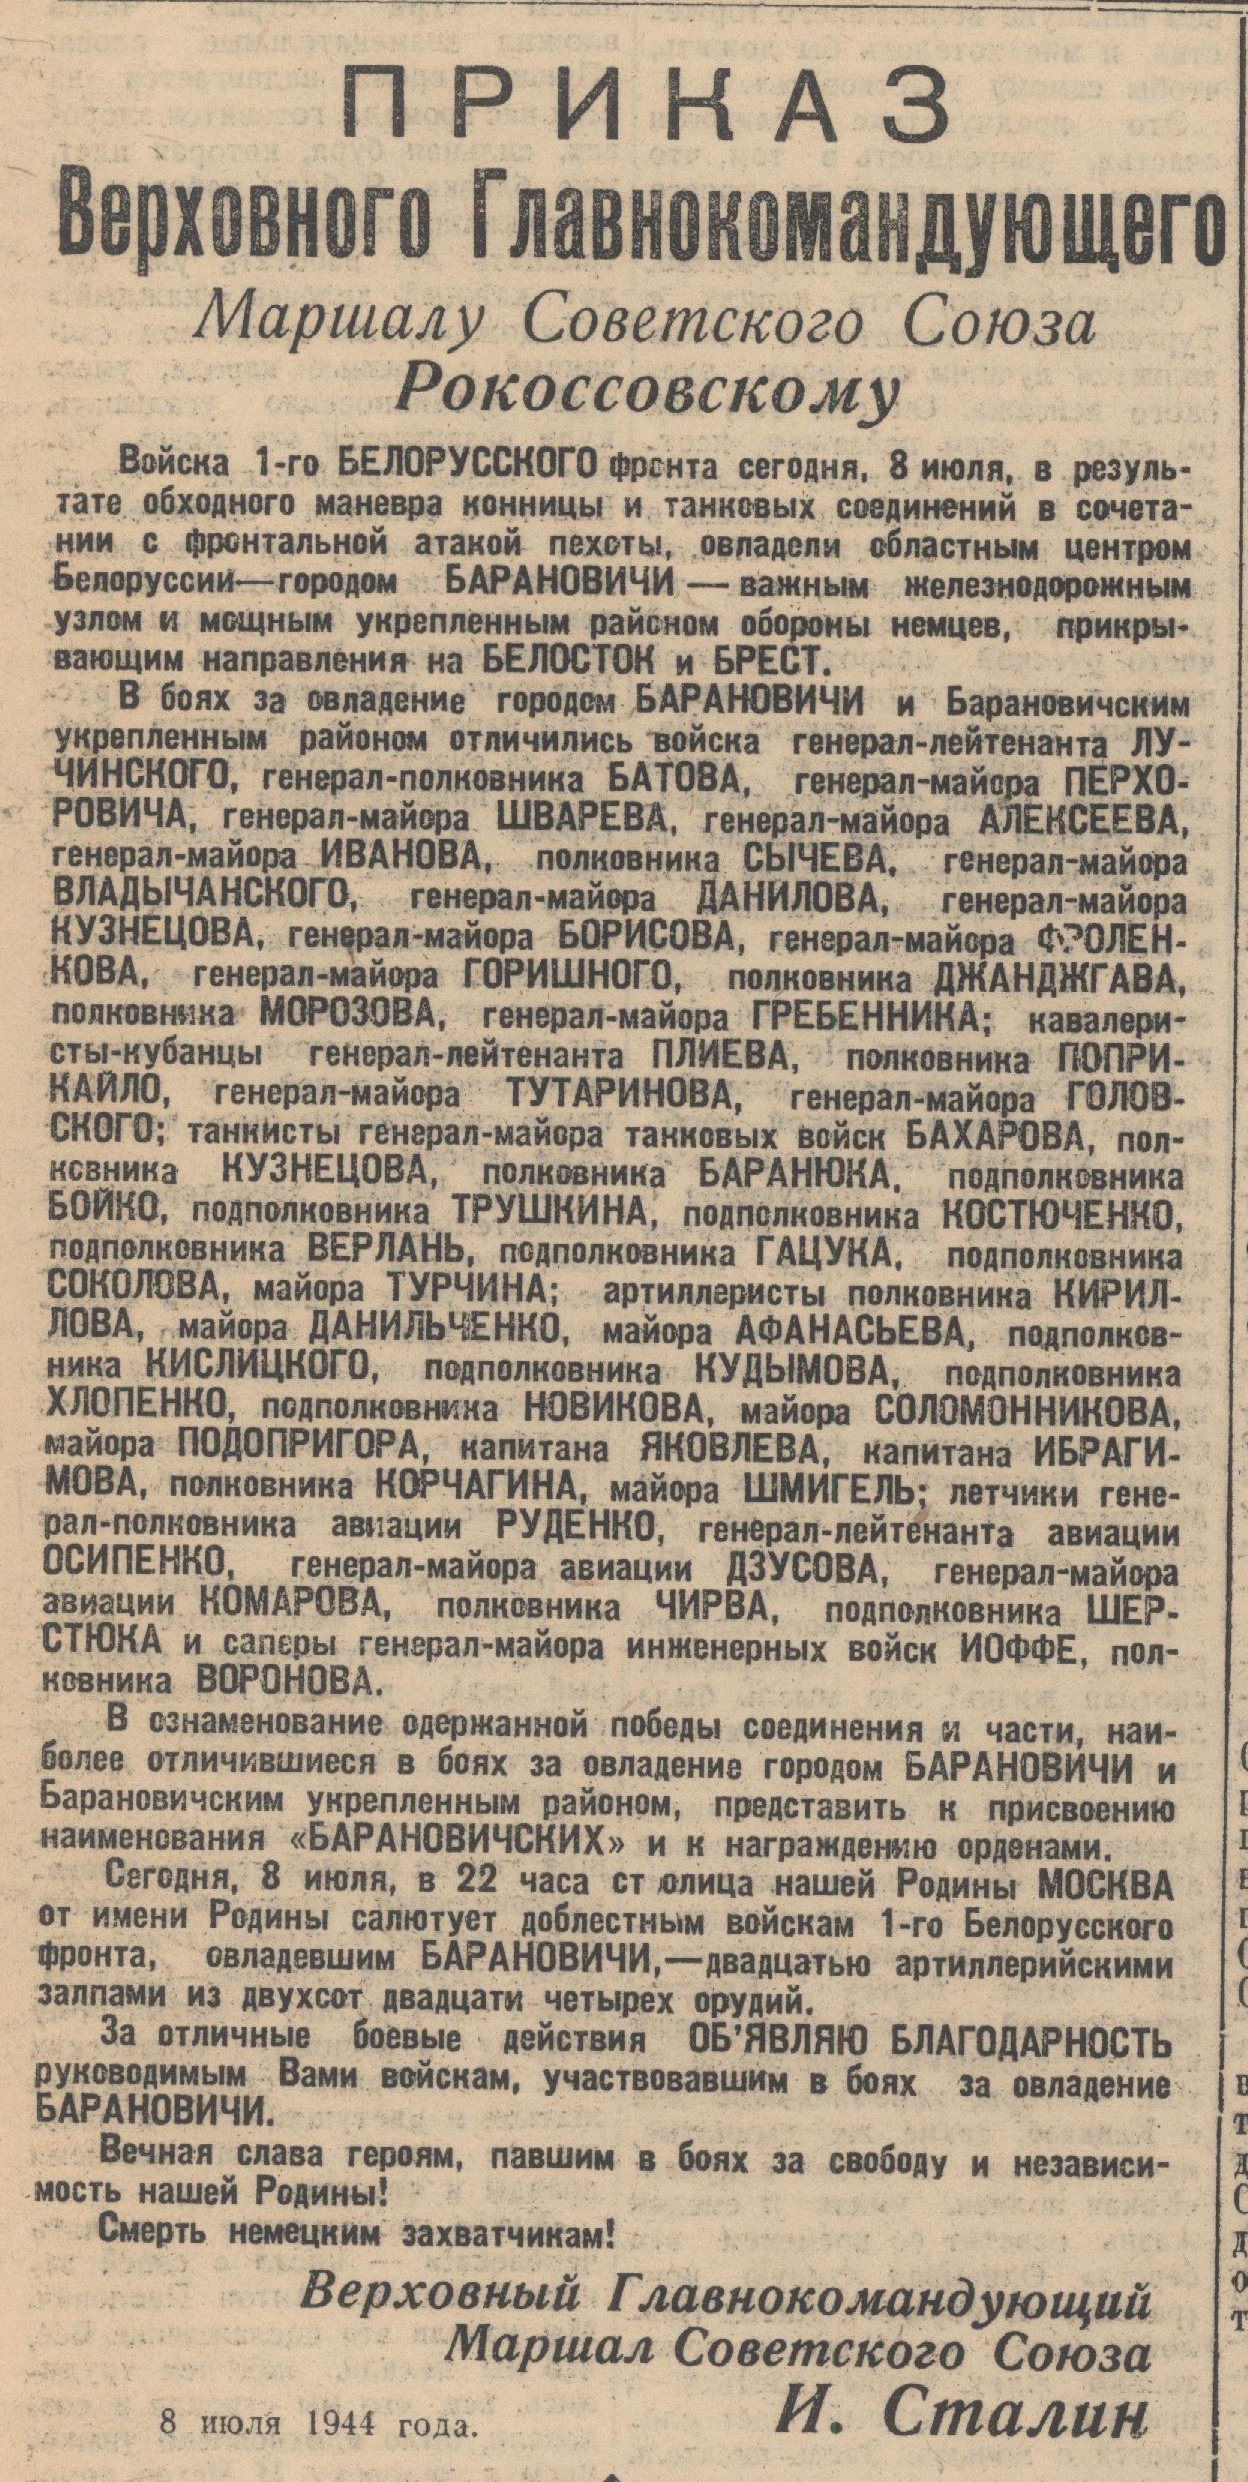 ПРИКАЗ
Верховного Главнокомандующего
Маршалу Советского Союза
Рокоссовскому
Войска 1-го БЕЛОРУССКОГО фронта сегодня, 8 июля, в резуль-
тате обходного маневра конницы и танковых соединений в сочета-
нии с фронтальной атакой пехоты, овладели областным центром
Белоруссии—городом БАРАНОВИЧИ — важным железнодорожным
узлом и мощным укрепленным районом обороны немцев, прикры-
вающим направления на БЕЛОСТОК и БРЕСТ.
В боях за овладение городом БАРАНОВИЧИ и Барановичским
укрепленным районом отличились войска генерал-лейтенанта ЛУ-
ЧИНСКОГО, генерал-полковника БАТОВА, генерал-майора ПЕРХО-
РОВИЧА, генерал-майора ШВАРЕВА, генерал-майора АЛЕКСЕЕВА,
генерал-майора ИВАНОВА, полковника СЫЧЕВА, генерал-майора
ВЛАДЫЧАНСКОГО, генерал-майора ДАНИЛОВА, генерал-майора
КУЗНЕЦОВА, генерал-майора БОРИСОВА, генерал-майора ФРОЛЕН-
КОВА, генерал-майора ГОРИШНОГО, полковника ДЖАНДЖГАВА,
полковника МОРОЗОВА, генерал-майора ГРЕБЕННИКА; кавалери-
сты-кубанцы генерал-лейтенанта ПЛИЕВА, полковника ПОПРИ-
КАЙЛО, генерал-майора ТУТАРИНОВА, генерал-майора ГОЛОВ-
СКОГО; танкисты генерал-майора танковых войск БАХАРОВА, пол-
ковника КУЗНЕЦОВА, полковника БАРАНЮКА, подполковника
БОЙКО, подполковника ТРУШКИНА, подполковника КОСТЮЧЕНКО,
подполковника ВЕРЛАНЬ, подполковника ГАЦУКА, подполковника
СОКОЛОВА, майора ТУРЧИНА; артиллеристы полковника КИРИЛ-
ЛОВА, майора ДАНИЛЬЧЕНКО, майора АФАНАСЬЕВА, подполков-
ника КИСЛИЦКОГО, подполковника КУДЫМОВА, подполковника
ХЛОПЕНКО, подполковника НОВИКОВА, майора СОЛОМОННИКОВА,
майора ПОДОПРИГОРА, капитана ЯКОВЛЕВА, капитана ИБРАГИ-
МОВА, полковника КОРЧАГИНА, майора ШМИГЕЛЬ; летчики гене-
рал-полковника авиации РУДЕНКО, генерал-лейтенанта авиации
ОСИПЕНКО, генерал-майора авиации ДЗУСОВА, генерал-майора
авиации КОМАРОВА, полковника ЧИРВА, подполковника ШЕР-
СТЮКА и саперы генерал-майора инженерных войск ИОФФЕ, пол-
ковника ВОРОНОВА.
В ознаменование одержанной победы соединения и части, наи-
более отличившиеся в боях за овладение городом БАРАНОВИЧИ и
Барановичским укрепленным районом, представить к присвоению
наименования «БАРАНОВИЧСКИХ» и к награждению орденами.
Сегодня, 8 июля, в 22 часа столица нашей Родины МОСКВА
от имени Родины салютует доблестным войскам 1-го Белорусского
фронта, овладевшим БАРАНОВИЧИ,—двадцатью артиллерийскими
залпами из двухсот двадцати четырех орудий.
За отличные боевые действия ОБ'ЯВЛЯЮ БЛАГОДАРНОСТЬ
руководимым Вами войскам, участвовавшим в боях за овладение
БАРАНОВИЧИ.
Вечная слава героям, павшим в боях за свободу и независи-
мость нашей Родины!
Смерть немецким захватчикам!
Верховный Главнокомандующий
Маршал Советского Союза
И. Сталин
8 июля 1944 года.